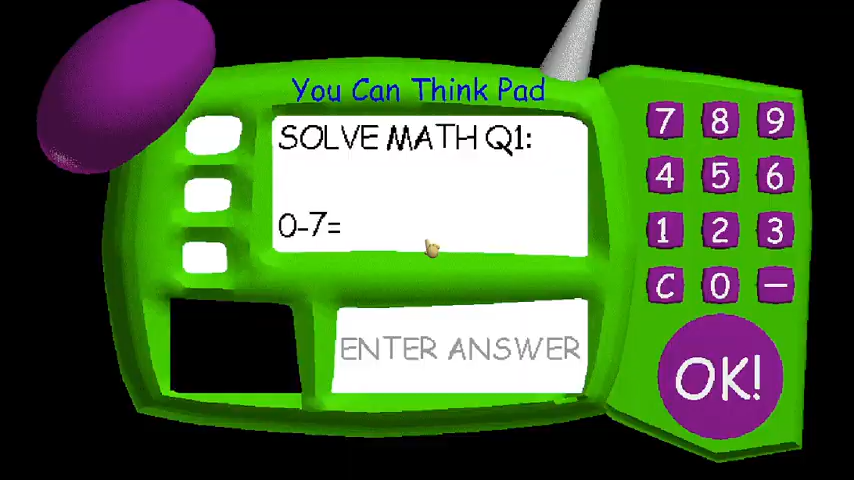 You Can Think Pad
SOLVE MATH Q1:
0-7=
ENTER ANSWER
7 8 9
4 5 6
1 2 3
C 0 —
OK!